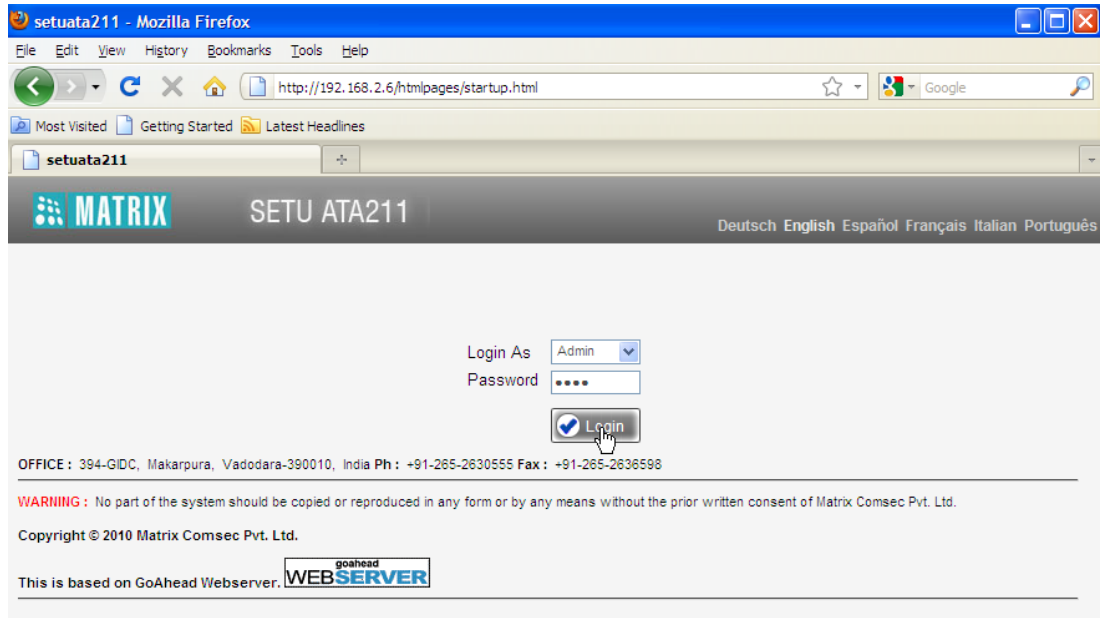 setuata211 - Mozilla Firefox
File Edit View History Bookmarks Tools Help
http://192.168.2.6/htmlpages/startup.html Google
Most Visited Getting Started Latest Headlines
setuata211
MATRIX SETU ATA211
Deutsch English Español Français Italian Português
Login As Admin
Password ••••
Login
OFFICE : 394-GIDC, Makarpura, Vadodara-390010, India Ph : +91-265-2630555 Fax : +91-265-2636598
WARNING : No part of the system should be copied or reproduced in any form or by any means without the prior written consent of Matrix Comsec Pvt. Ltd.
Copyright © 2010 Matrix Comsec Pvt. Ltd.
This is based on GoAhead Webserver. goahead WEBSERVER